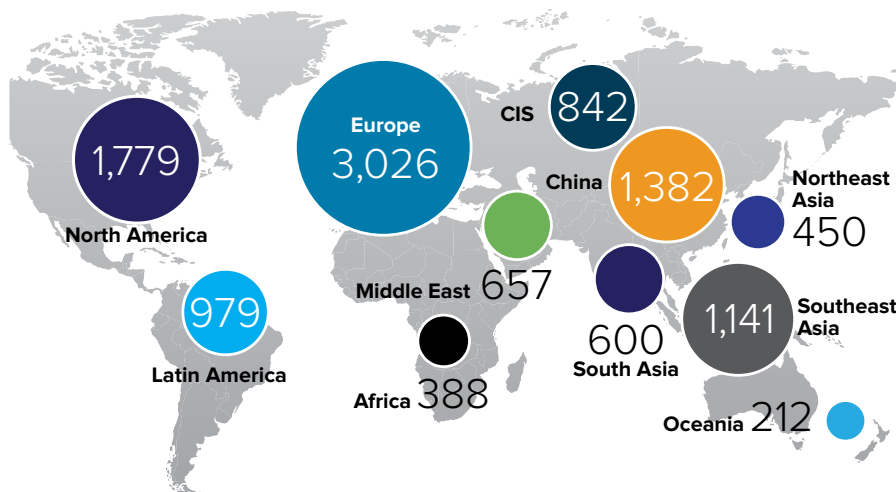 1,779
North America
979
Latin America
Europe
3,026
CIS 842
China 1,382
Northeast
Asia
450
Middle East 657
600
South Asia
1,141 Southeast
Asia
Africa 388
Oceania 212